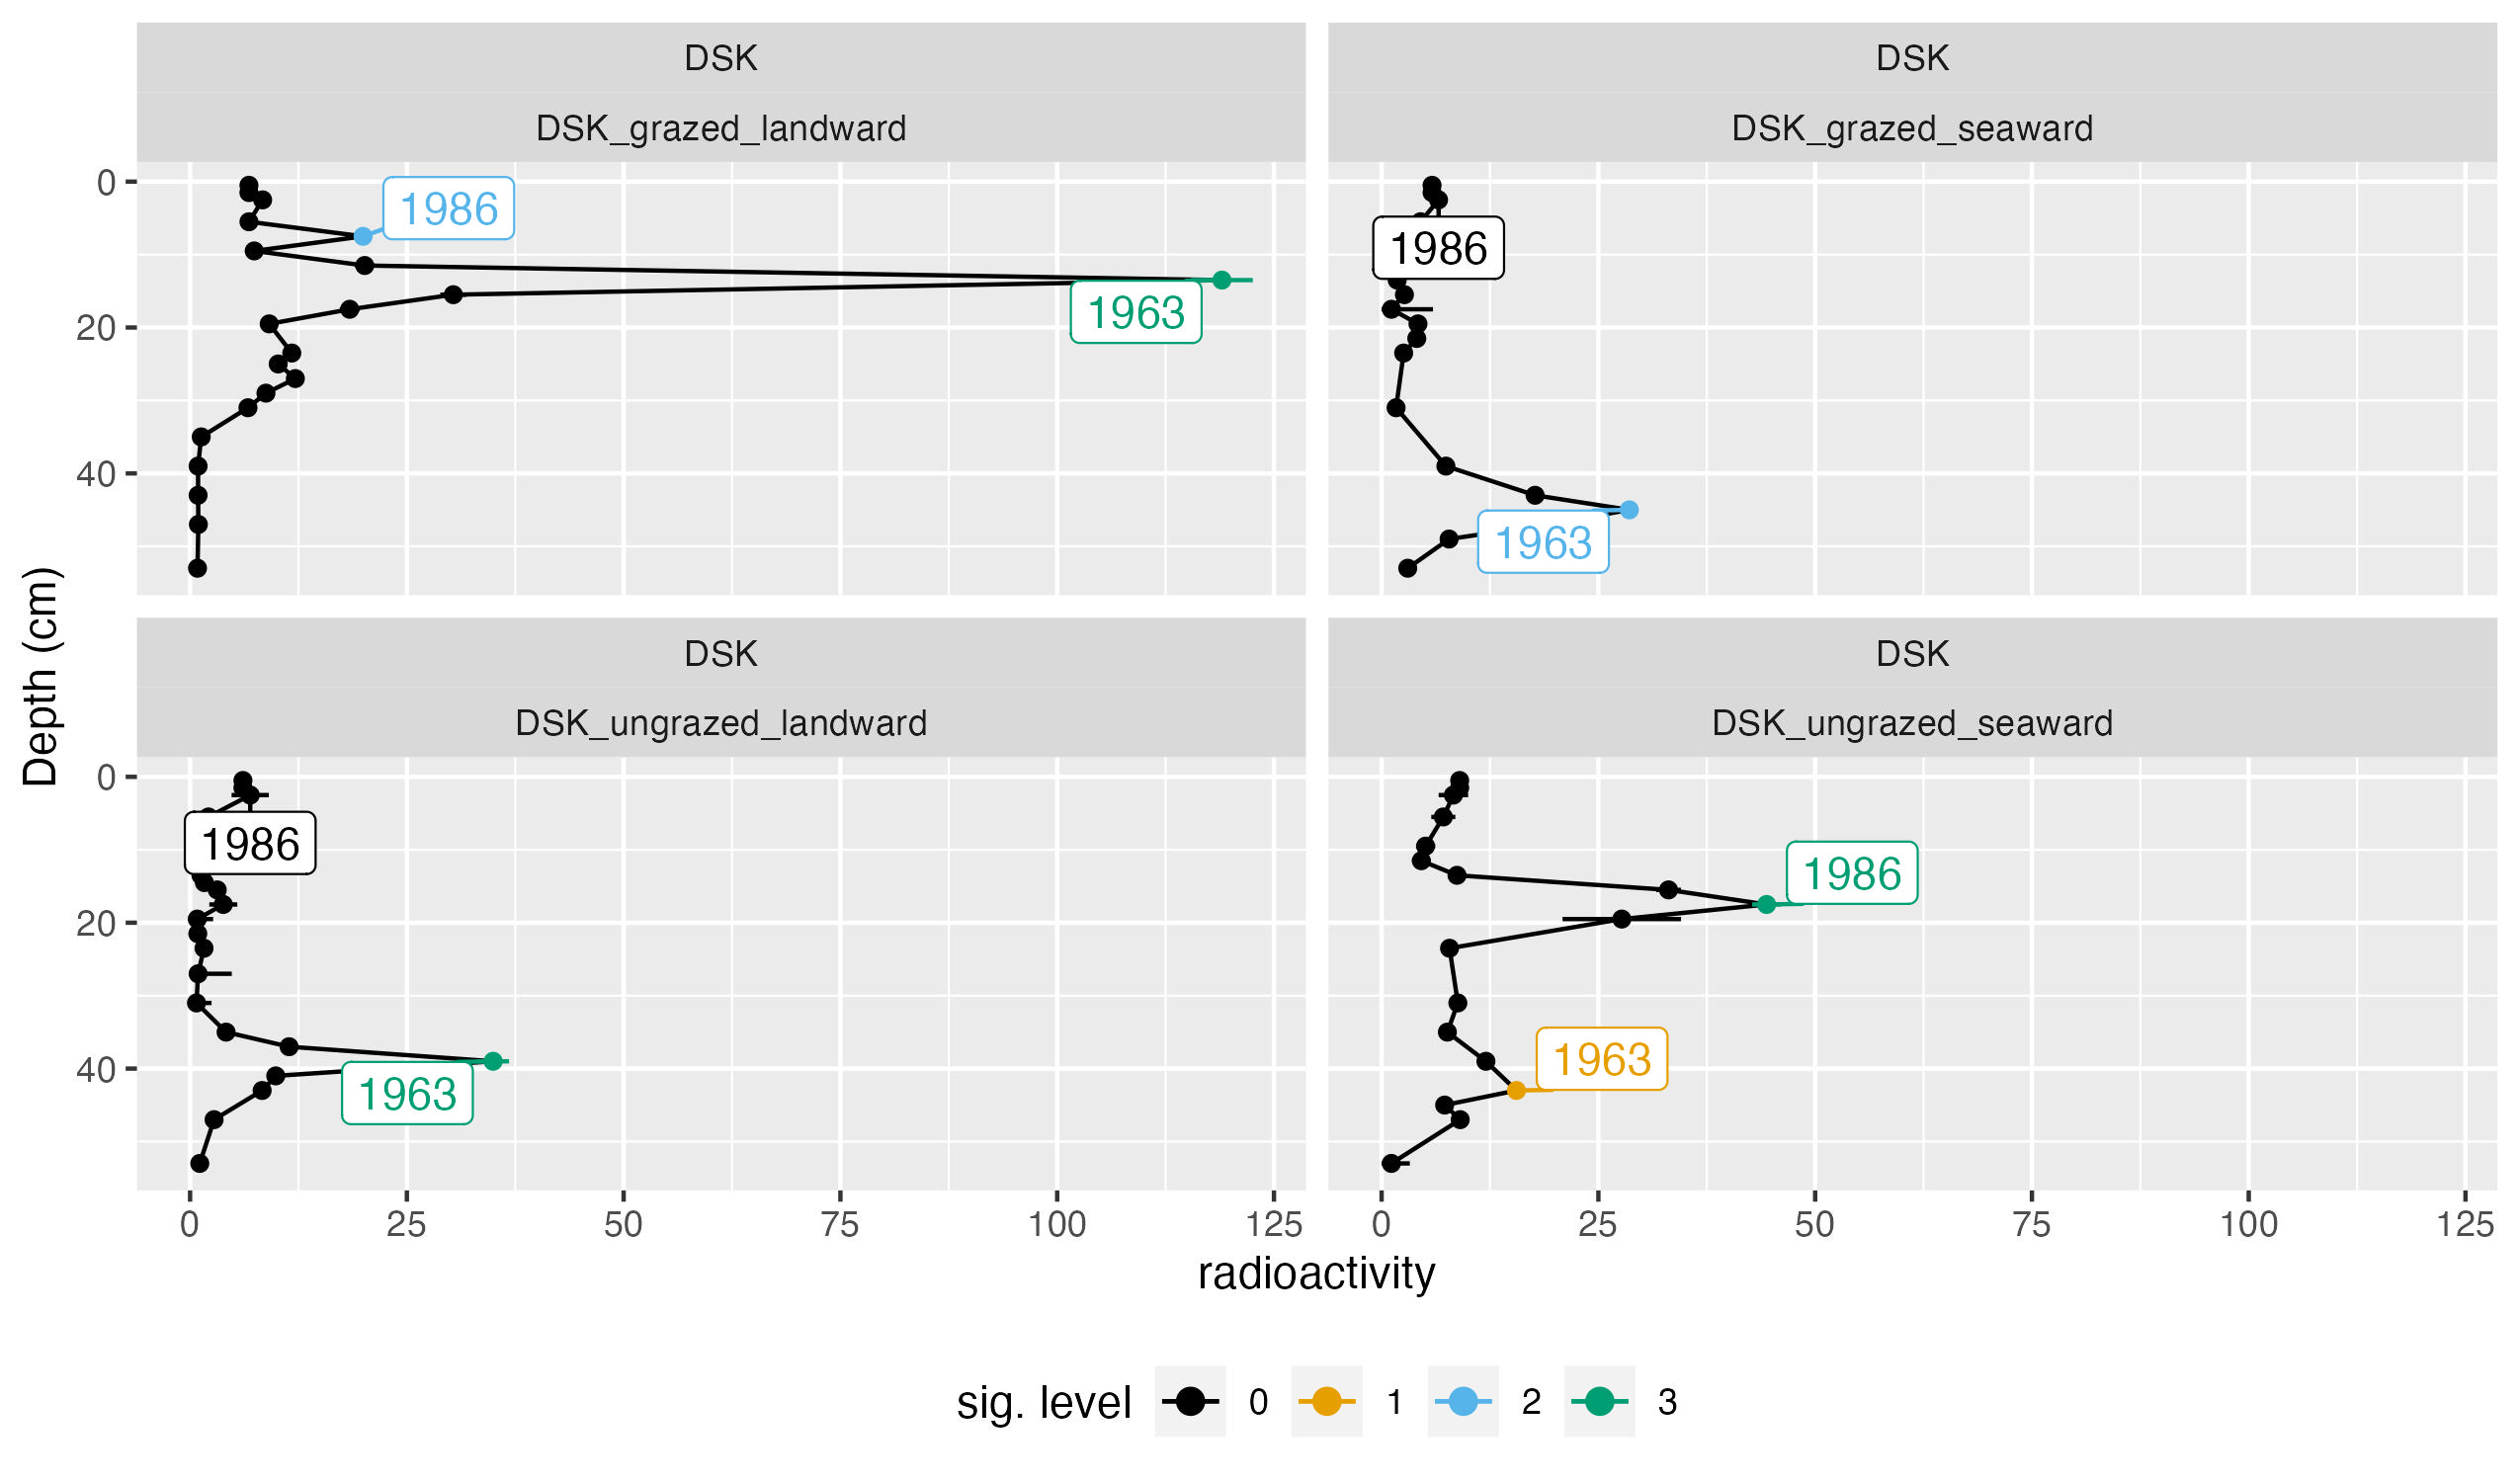 DSK
DSK_grazed_landward
DSK
DSK_grazed_seaward
0
20
40
1986
1963
1986
1963
DSK
DSK_ungrazed_landward
DSK
DSK_ungrazed_seaward
0
20
40
1986
1963
1986
1963
Depth (cm)
0 25 50 75 100 125
0 25 50 75 100 125
radioactivity
sig. level 0 1 2 3